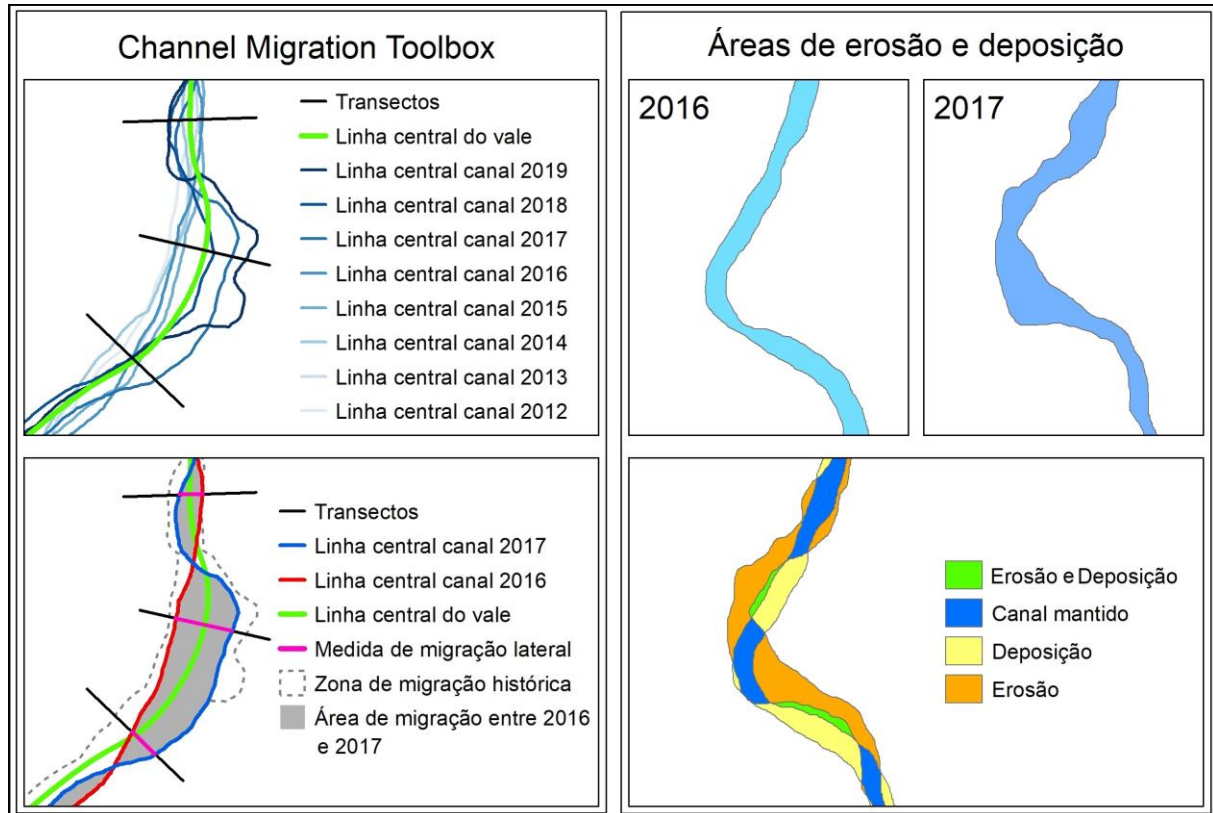 Channel Migration Toolbox
Transectos
Linha central do vale
Linha central canal 2019
Linha central canal 2018
Linha central canal 2017
Linha central canal 2016
Linha central canal 2015
Linha central canal 2014
Linha central canal 2013
Linha central canal 2012
Transectos
Linha central canal 2017
Linha central canal 2016
Linha central do vale
Medida de migração lateral
Zona de migração histórica
Área de migração entre 2016
e 2017
Áreas de erosão e deposição
2016
2017
Erosão e Deposição
Canal mantido
Deposição
Erosão